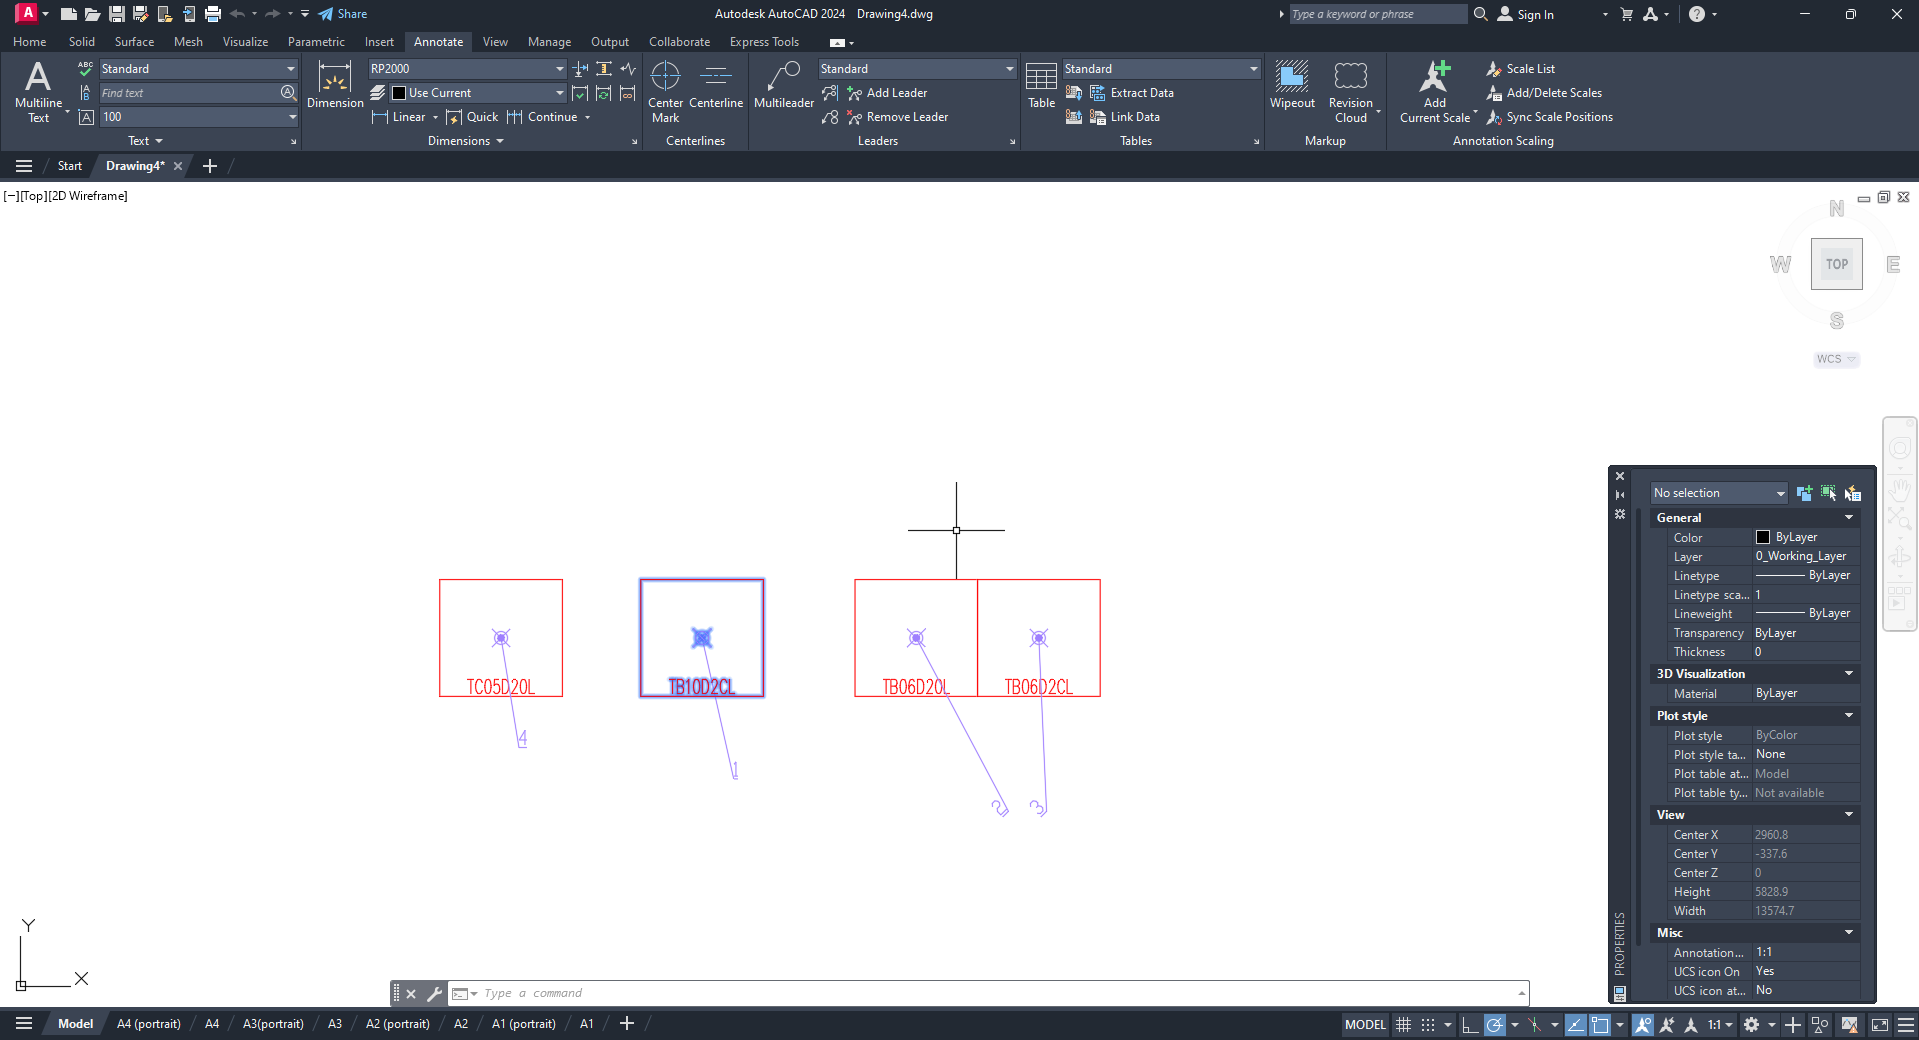 A
Share
Autodesk AutoCAD 2024 Drawing4.dwg
Type a keyword or phrase
Sign In
Home Solid Surface Mesh Visualize Parametric Insert Annotate View Manage Output Collaborate Express Tools
Multiline Text
ABC
Standard
Find text
100
Text
Dimension
RP2000
Use Current
Linear
Quick
Continue
Dimensions
Center Mark
Centerline
Centerlines
Multileader
Standard
Add Leader
Remove Leader
Leaders
Table
Standard
Extract Data
Link Data
Tables
Wipeout
Revision Cloud
Markup
Add Current Scale
Scale List
Add/Delete Scales
Sync Scale Positions
Annotation Scaling
Start
Drawing4*
[−][Top][2D Wireframe]
N
W
TOP
E
S
WCS
TC05D20L
TB10D2CL
TB06D20L
TB06D2CL
4
1
2
3
Y
X
No selection
General
Color ByLayer
Layer 0_Working_Layer
Linetype ByLayer
Linetype sca... 1
Lineweight ByLayer
Transparency ByLayer
Thickness 0
3D Visualization
Material ByLayer
Plot style
Plot style ByColor
Plot style ta... None
Plot table at... Model
Plot table ty... Not available
View
Center X 2960.8
Center Y -337.6
Center Z 0
Height 5828.9
Width 13574.7
Misc
Annotation... 1:1
UCS icon On Yes
UCS icon at... No
PROPERTIES
Type a command
Model A4 (portrait) A4 A3(portrait) A3 A2 (portrait) A2 A1 (portrait) A1
MODEL
1:1